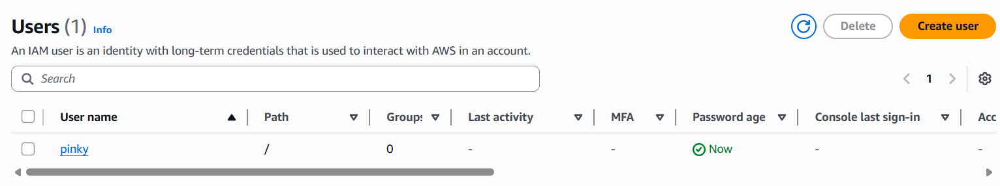 Users (1) Info
Delete
Create user
An IAM user is an identity with long-term credentials that is used to interact with AWS in an account.
Search
1
User name Path Groups Last activity MFA Password age Console last sign-in Acc
pinky / 0 - - Now - -